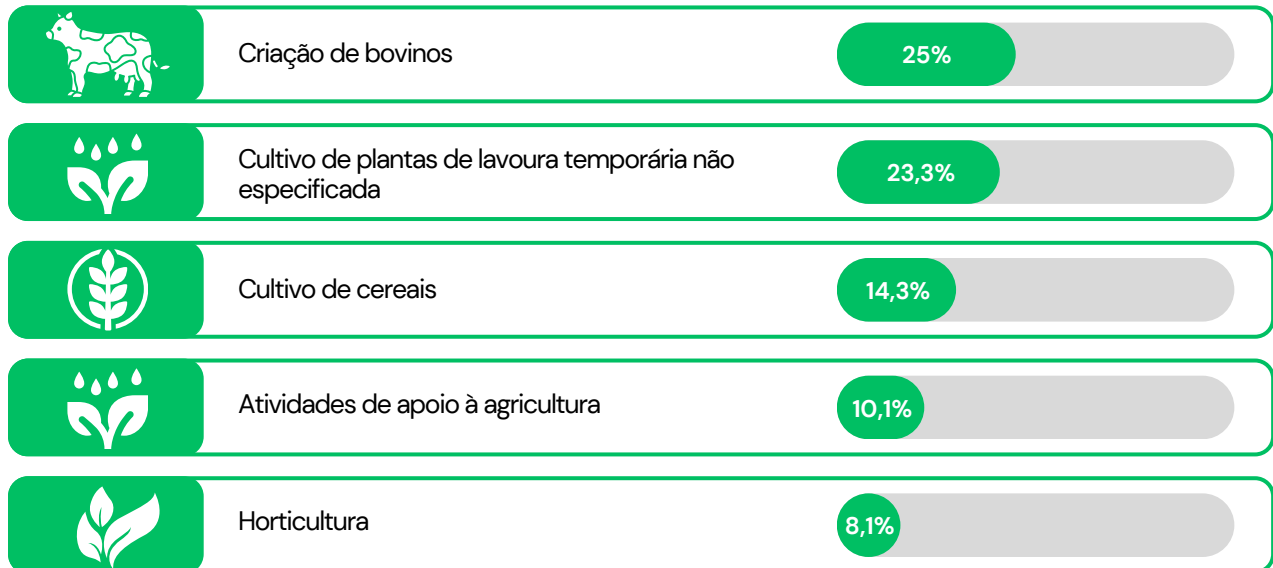 Criação de bovinos
25%
Cultivo de plantas de lavoura temporária não
especificada
23,3%
Cultivo de cereais
14,3%
Atividades de apoio à agricultura
10,1%
Horticultura
8,1%